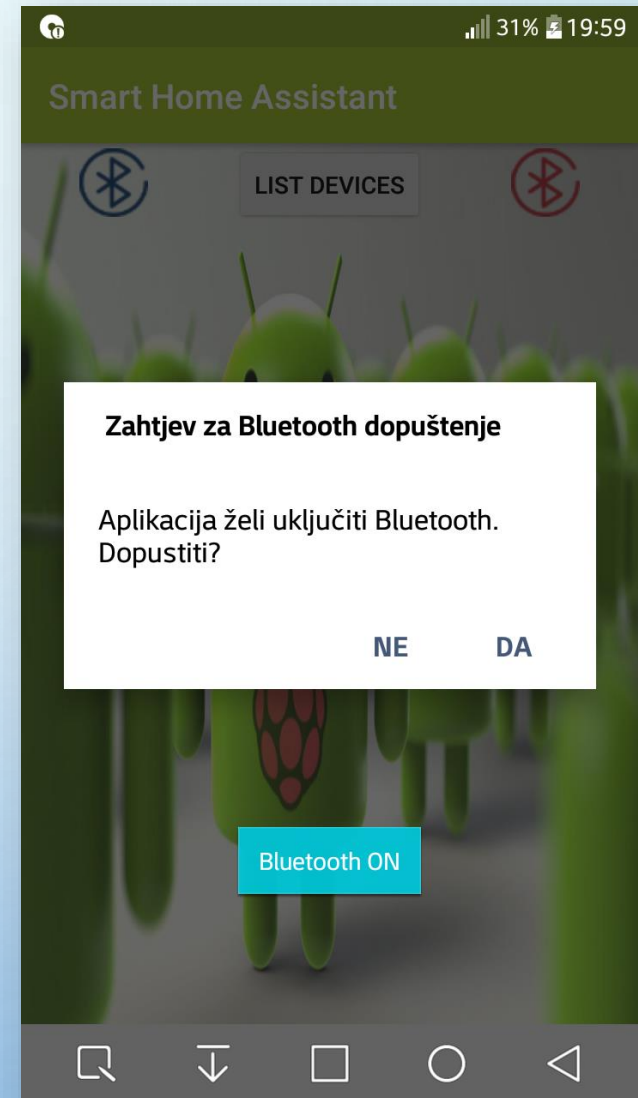 31% 19:59
Smart Home Assistant
LIST DEVICES
Zahtjev za Bluetooth dopuštenje
Aplikacija želi uključiti Bluetooth.
Dopustiti?
NE DA
Bluetooth ON